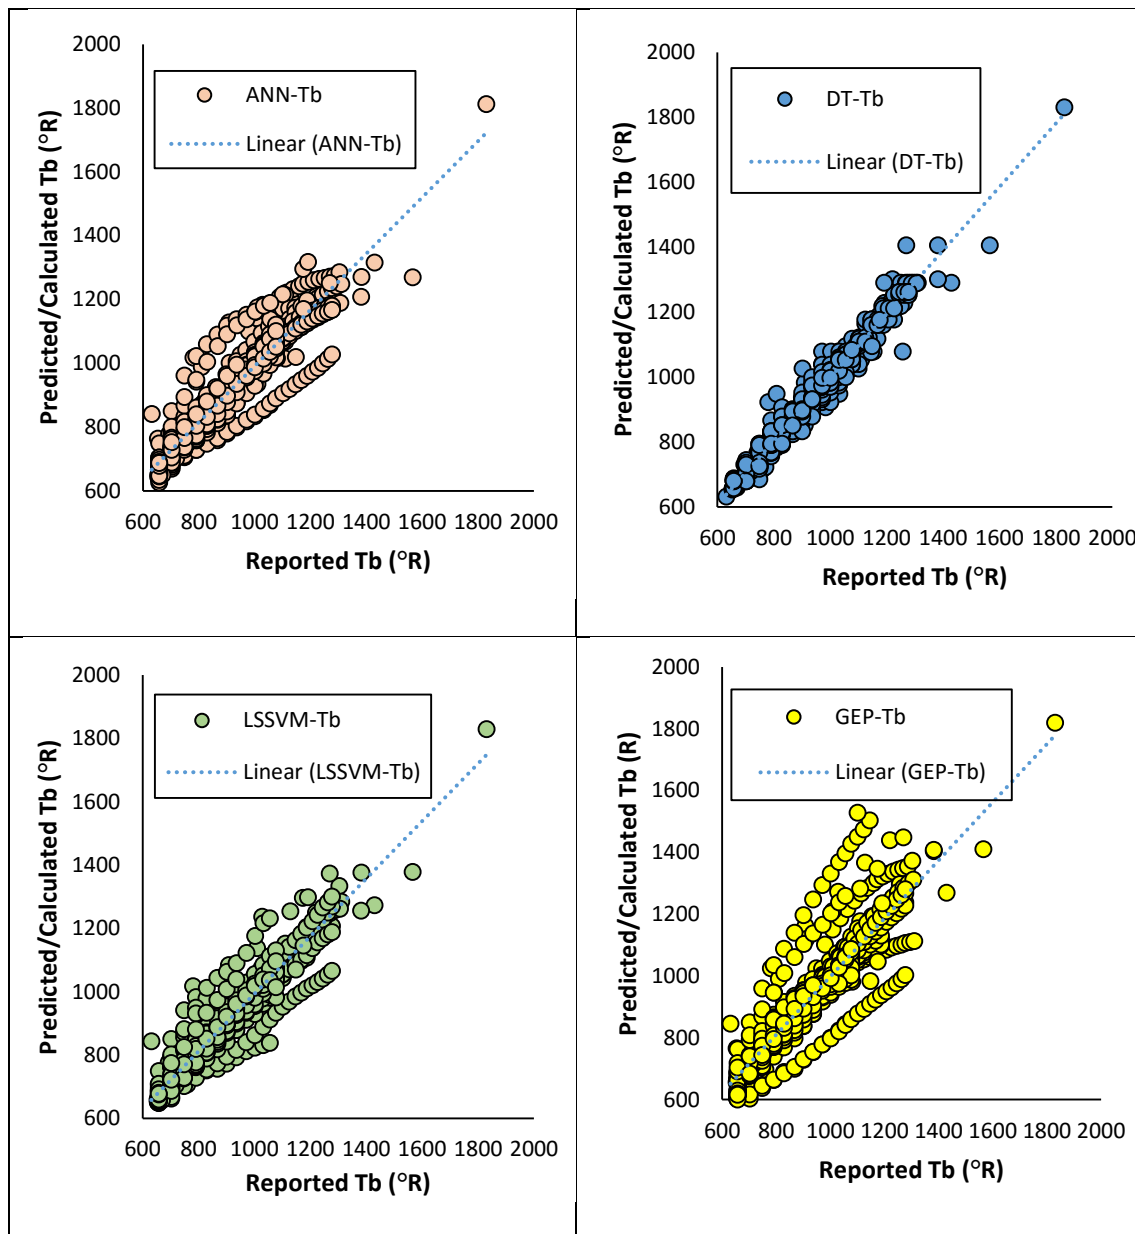 2000
1800
1600
1400
1200
1000
800
600
600 800 1000 1200 1400 1600 1800 2000
Predicted/Calculated Tb (°R)
Reported Tb (°R)
ANN-Tb
Linear (ANN-Tb)
2000
1800
1600
1400
1200
1000
800
600
600 800 1000 1200 1400 1600 1800 2000
Predicted/Calculated Tb (°R)
Reported Tb (°R)
DT-Tb
Linear (DT-Tb)
2000
1800
1600
1400
1200
1000
800
600
600 800 1000 1200 1400 1600 1800 2000
Predicted/Calculated Tb (°R)
Reported Tb (°R)
LSSVM-Tb
Linear (LSSVM-Tb)
2000
1800
1600
1400
1200
1000
800
600
600 800 1000 1200 1400 1600 1800 2000
Predicted/Calculated Tb (R)
Reported Tb (°R)
GEP-Tb
Linear (GEP-Tb)